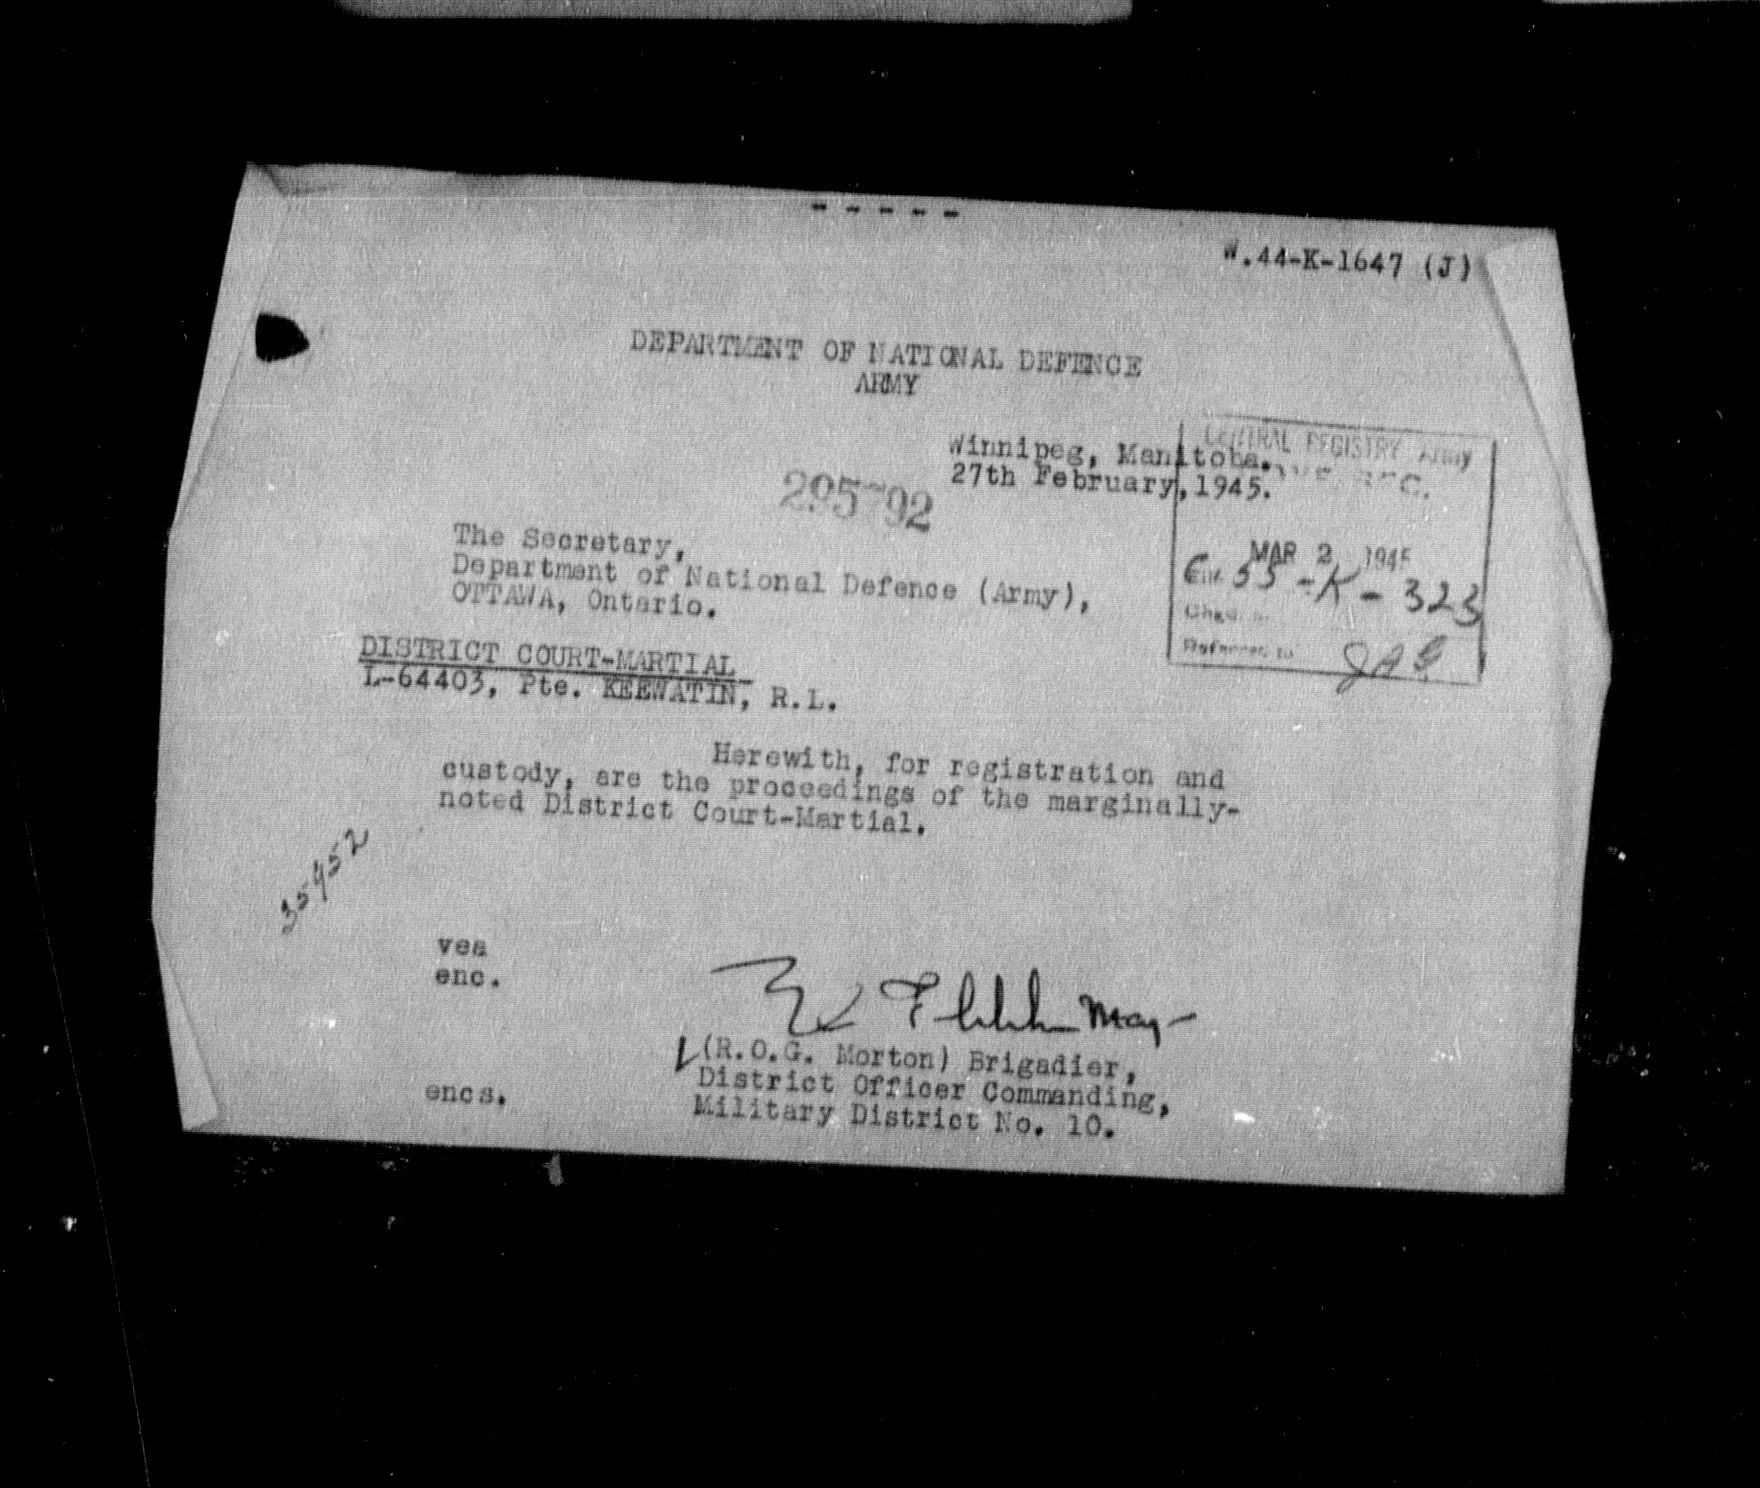 - - - - -
W.44-K-1647 (J)
DEPARTMENT OF NATIONAL DEFENCE
ARMY
Winnipeg, Manitoba.
27th February, 1945.
CENTRAL REGISTRY Army
MAR 2 1945
55-K-323
Referred to JAG
295792
The Secretary,
Department of National Defence (Army),
OTTAWA, Ontario.
DISTRICT COURT-MARTIAL
L-64403, Pte. KEEWATIN, R.L.
Herewith, for registration and
custody, are the proceedings of the marginally-
noted District Court-Martial.
35952
vea
enc.
May
(R.O.G. Morton) Brigadier,
District Officer Commanding,
Military District No. 10.
encs.